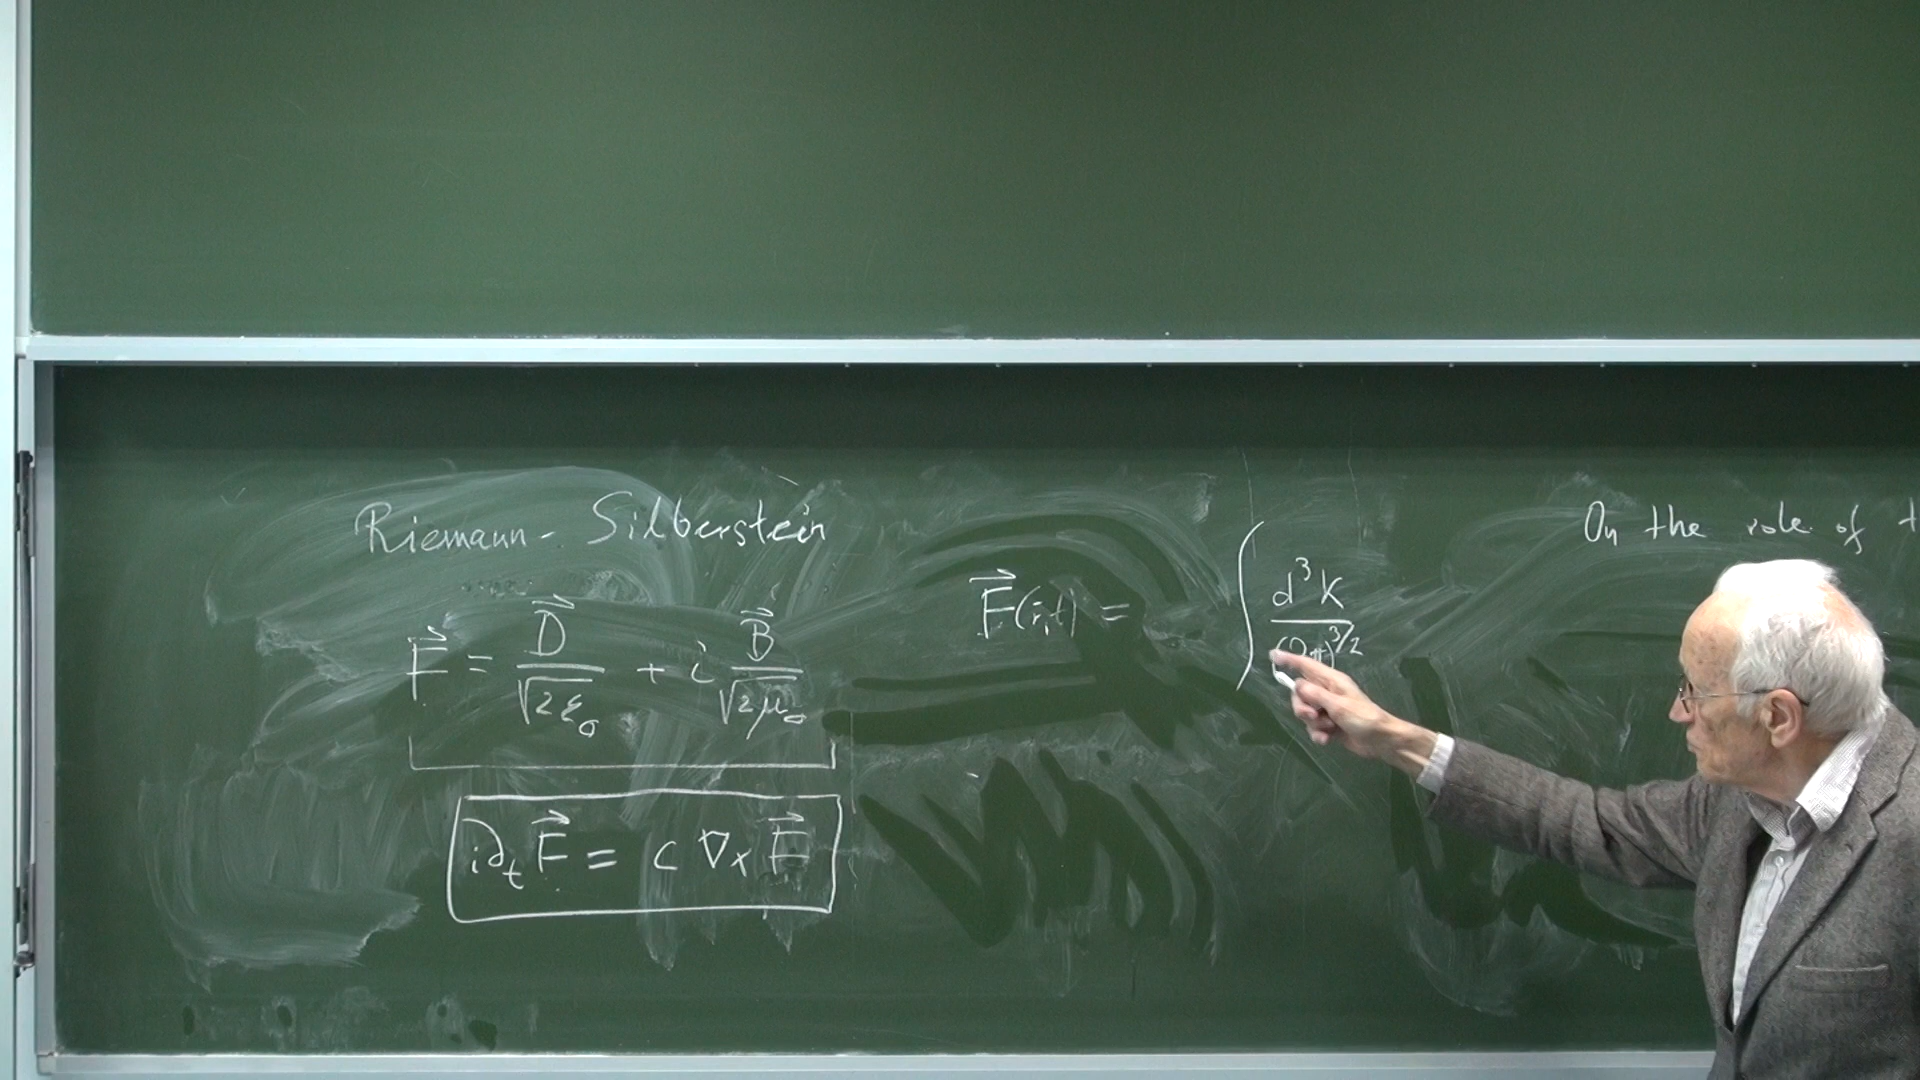 Riemann - Silberstein
F⃗ = D⃗/√2ε₀ + i B⃗/√2μ₀
i∂ₜF⃗ = c ∇× F⃗
F⃗(r⃗,t) = ∫ d³k/(2π)^3/2
On the role of